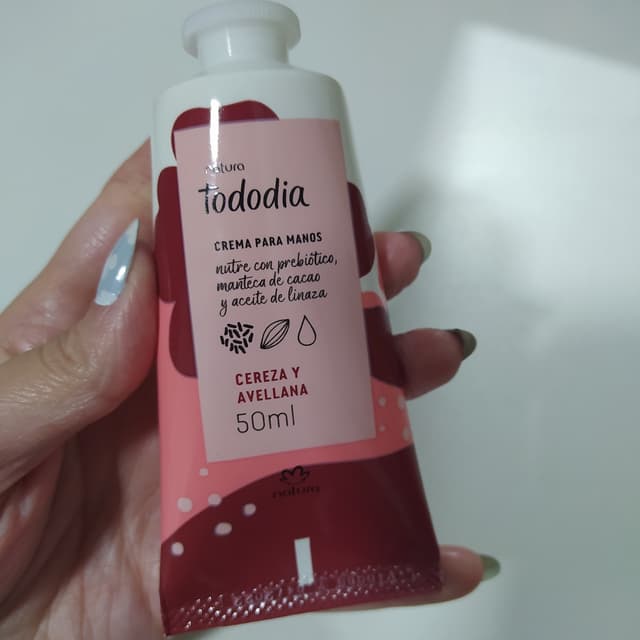 natura
Tododia
CREMA PARA MANOS
nutre con prebiótico,
manteca de cacao
y aceite de linaza
CEREZA Y
AVELLANA
50ml
natura